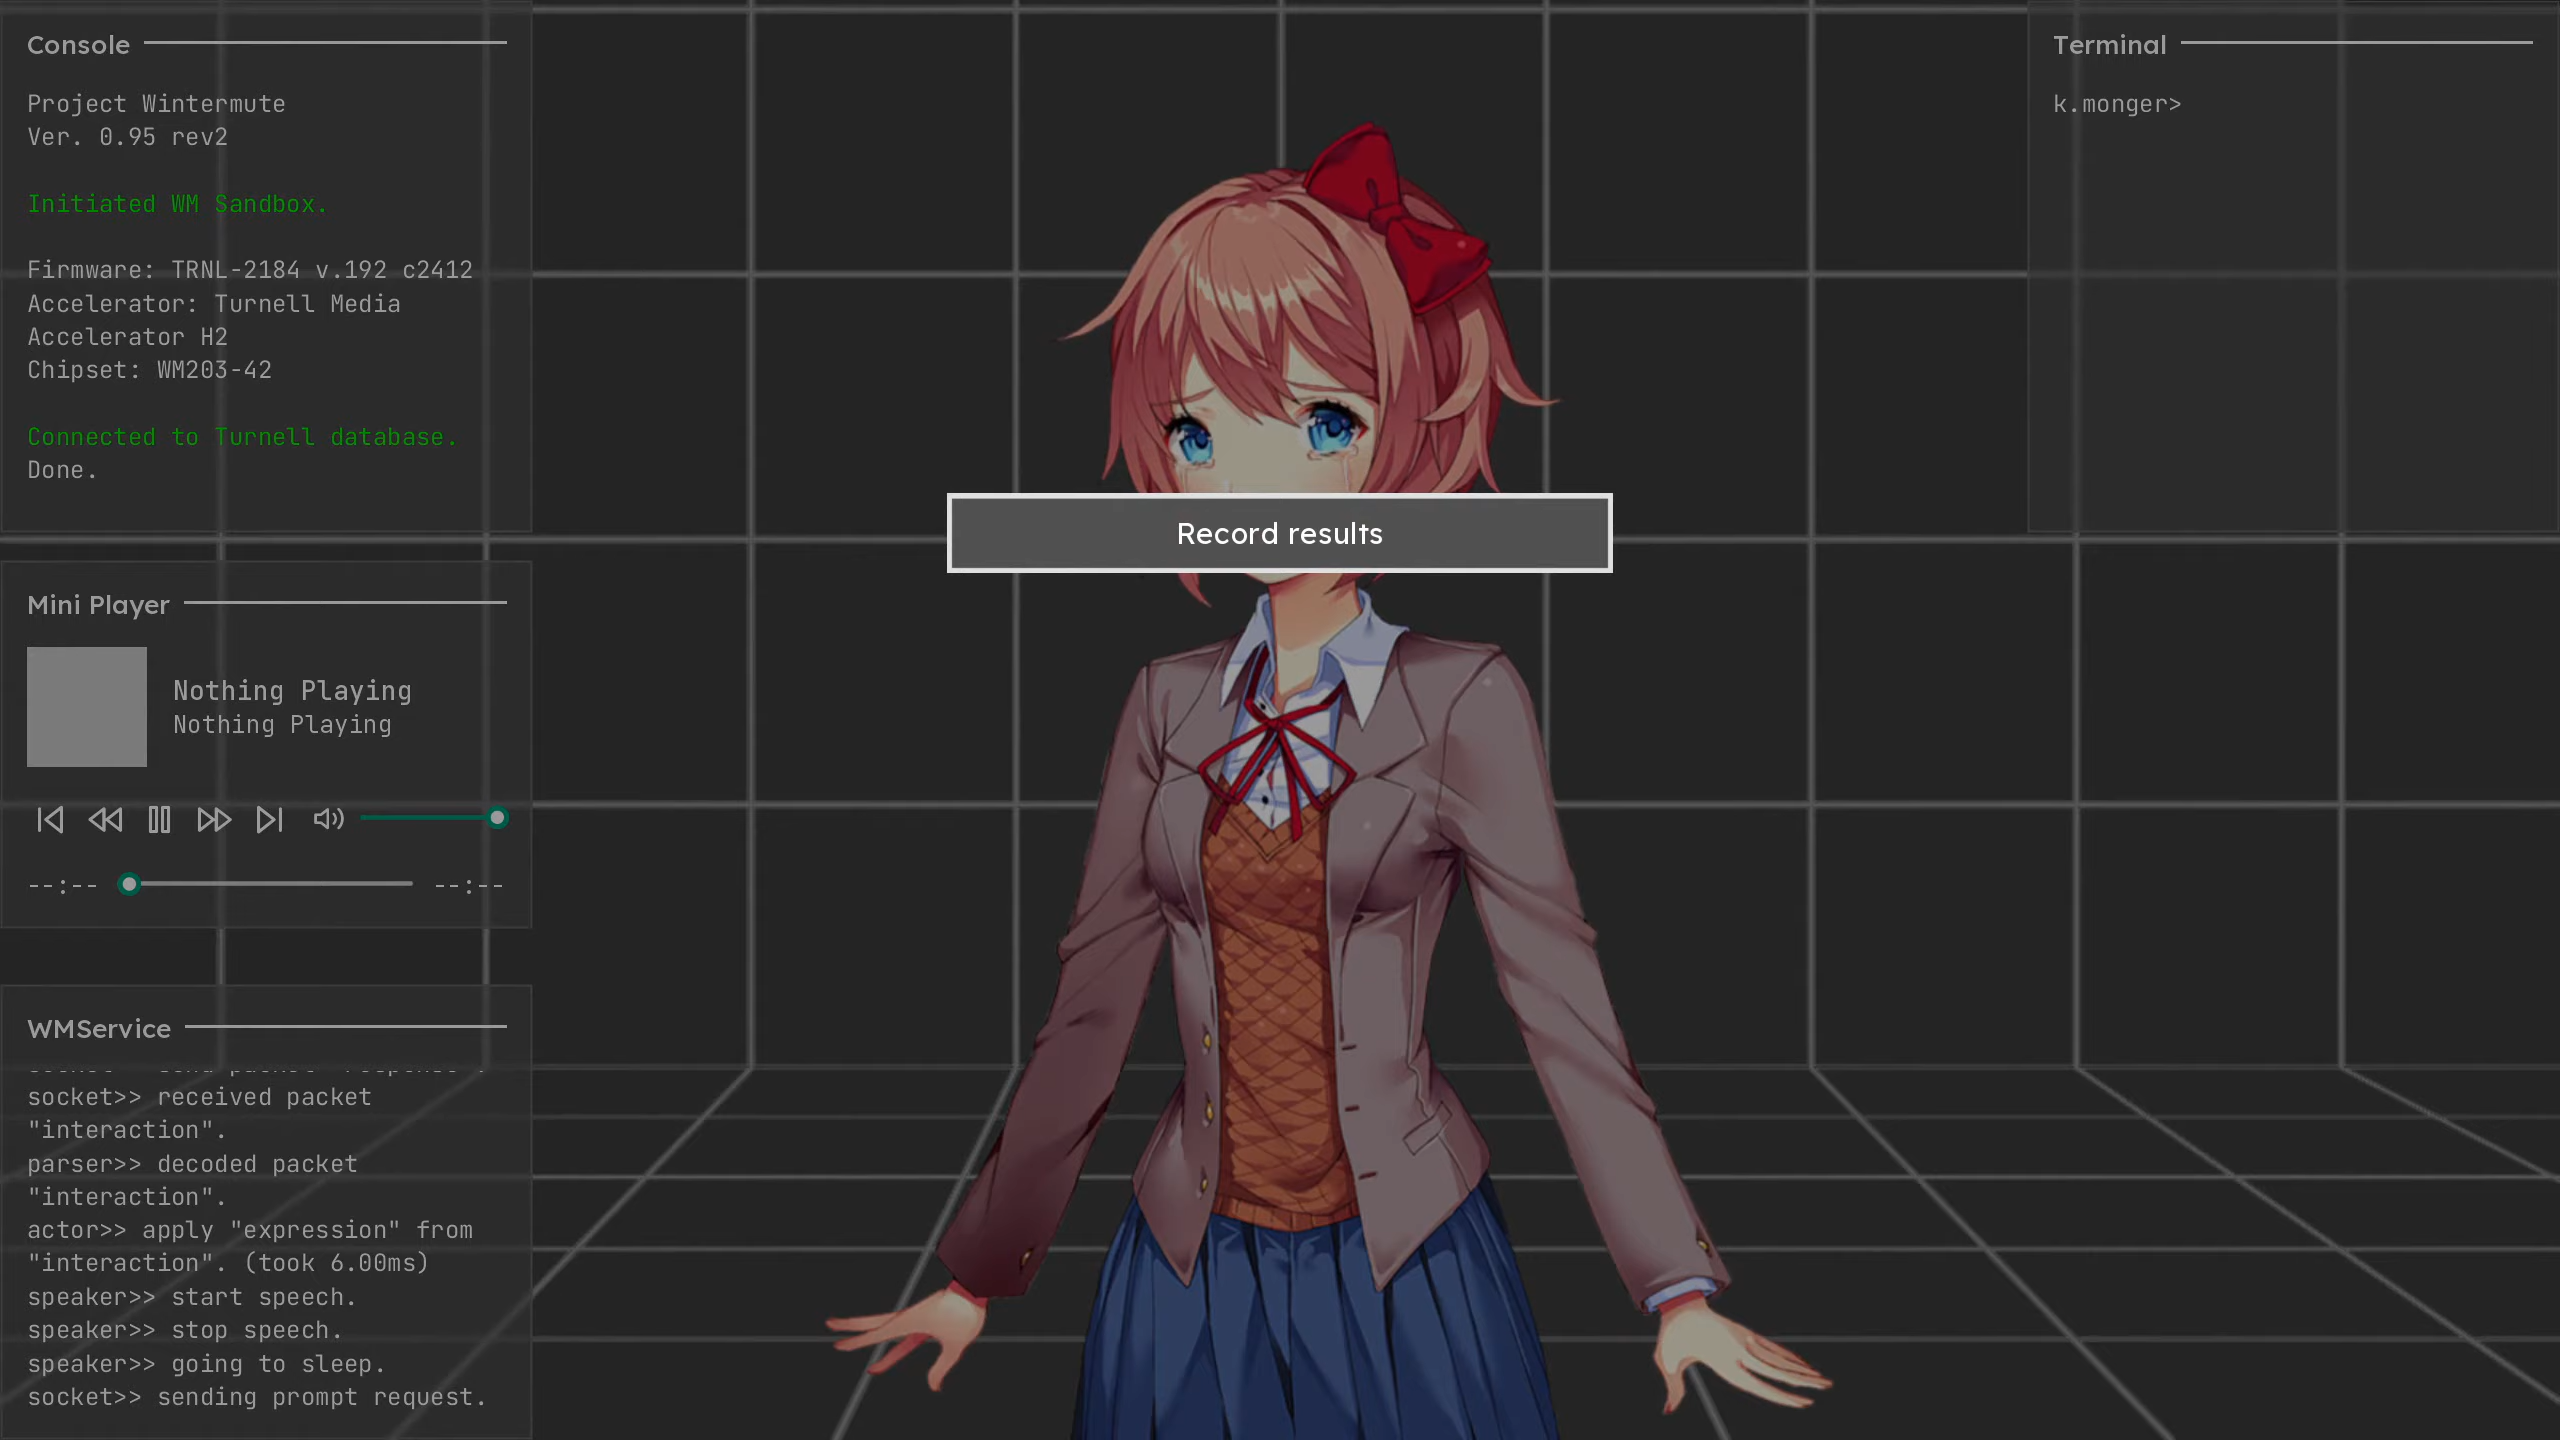 Console
Project Wintermute
Ver. 0.95 rev2
Initiated WM Sandbox.
Firmware: TRNL-2184 v.192 c2412
Accelerator: Turnell Media
Accelerator H2
Chipset: WM203-42
Connected to Turnell database.
Done.
Mini Player
Nothing Playing
Nothing Playing
--:-- --:--
WMService
socket>> received packet
"interaction".
parser>> decoded packet
"interaction".
actor>> apply "expression" from
"interaction". (took 6.00ms)
speaker>> start speech.
speaker>> stop speech.
speaker>> going to sleep.
socket>> sending prompt request.
Record results
Terminal
k.monger>